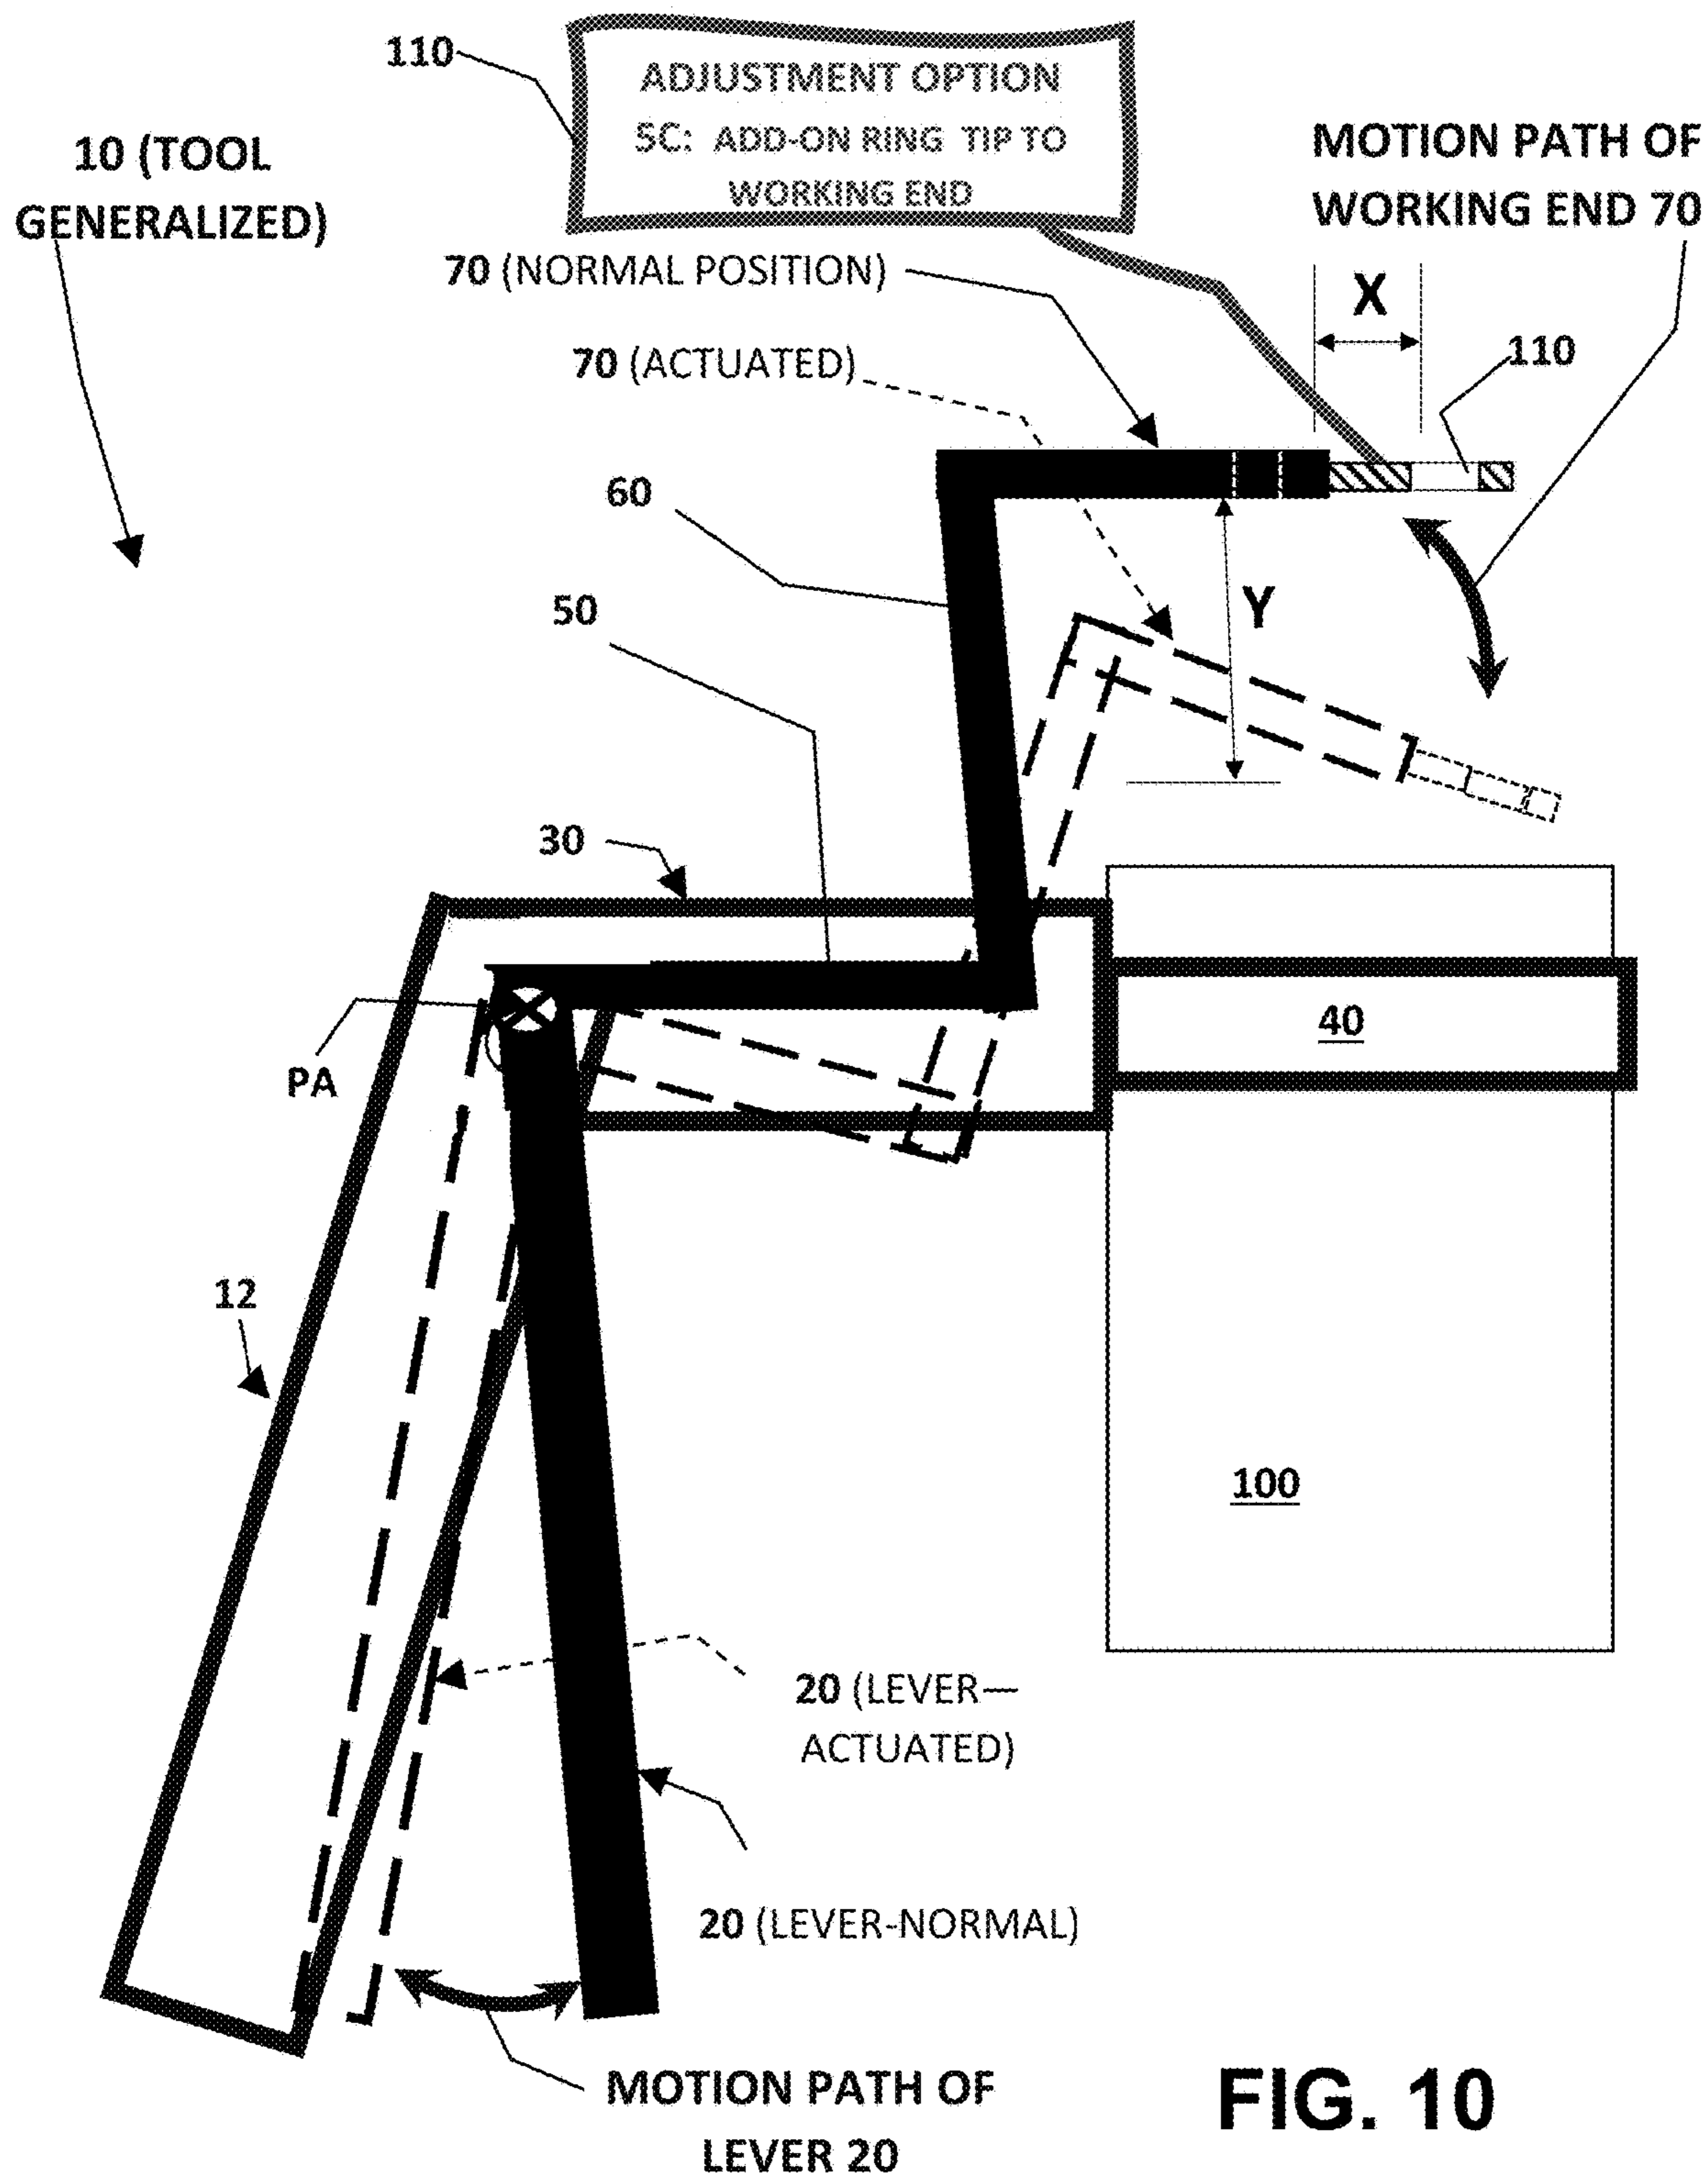 110
ADJUSTMENT OPTION
5C: ADD-ON RING TIP TO
WORKING END
10 (TOOL
GENERALIZED)
MOTION PATH OF
WORKING END 70
70 (NORMAL POSITION)
X
70 (ACTUATED)
110
60
50
Y
30
40
PA
12
100
20 (LEVER—
ACTUATED)
20 (LEVER-NORMAL)
MOTION PATH OF
LEVER 20
FIG. 10